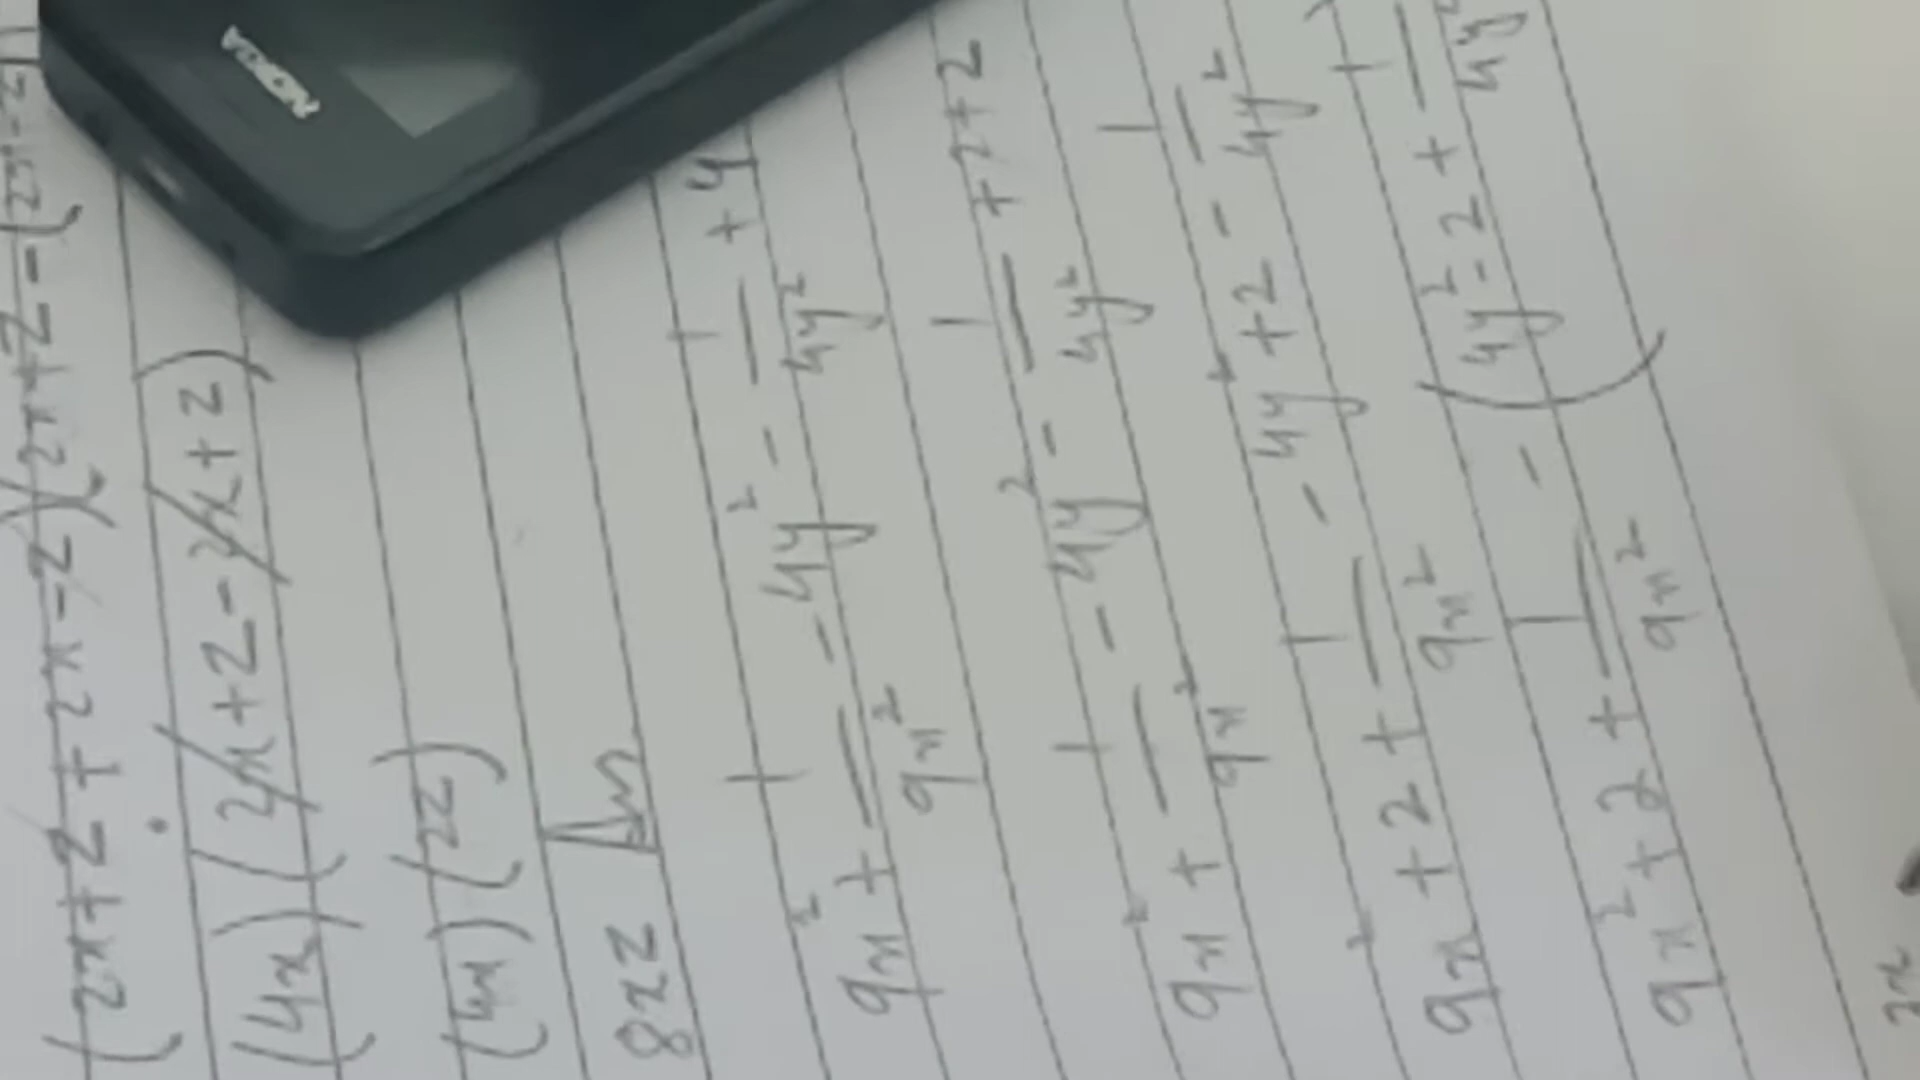 NOKIA
(2x+z+2x-z)(2x+z-(2x-z)
(4x)(2x+z-2x+z)
(4x)(2z)
8xz Ans
9x² + 1/9x² - 4y² - 1/4y² + 4
9x² + 1/9x² - 4y² - 1/4y² + 2+2
9x² + 2 + 1/9x² - 4y² + 2 - 1/4y²
9x² + 2 + 1/9x² - (4y² - 2 + 1/4y²